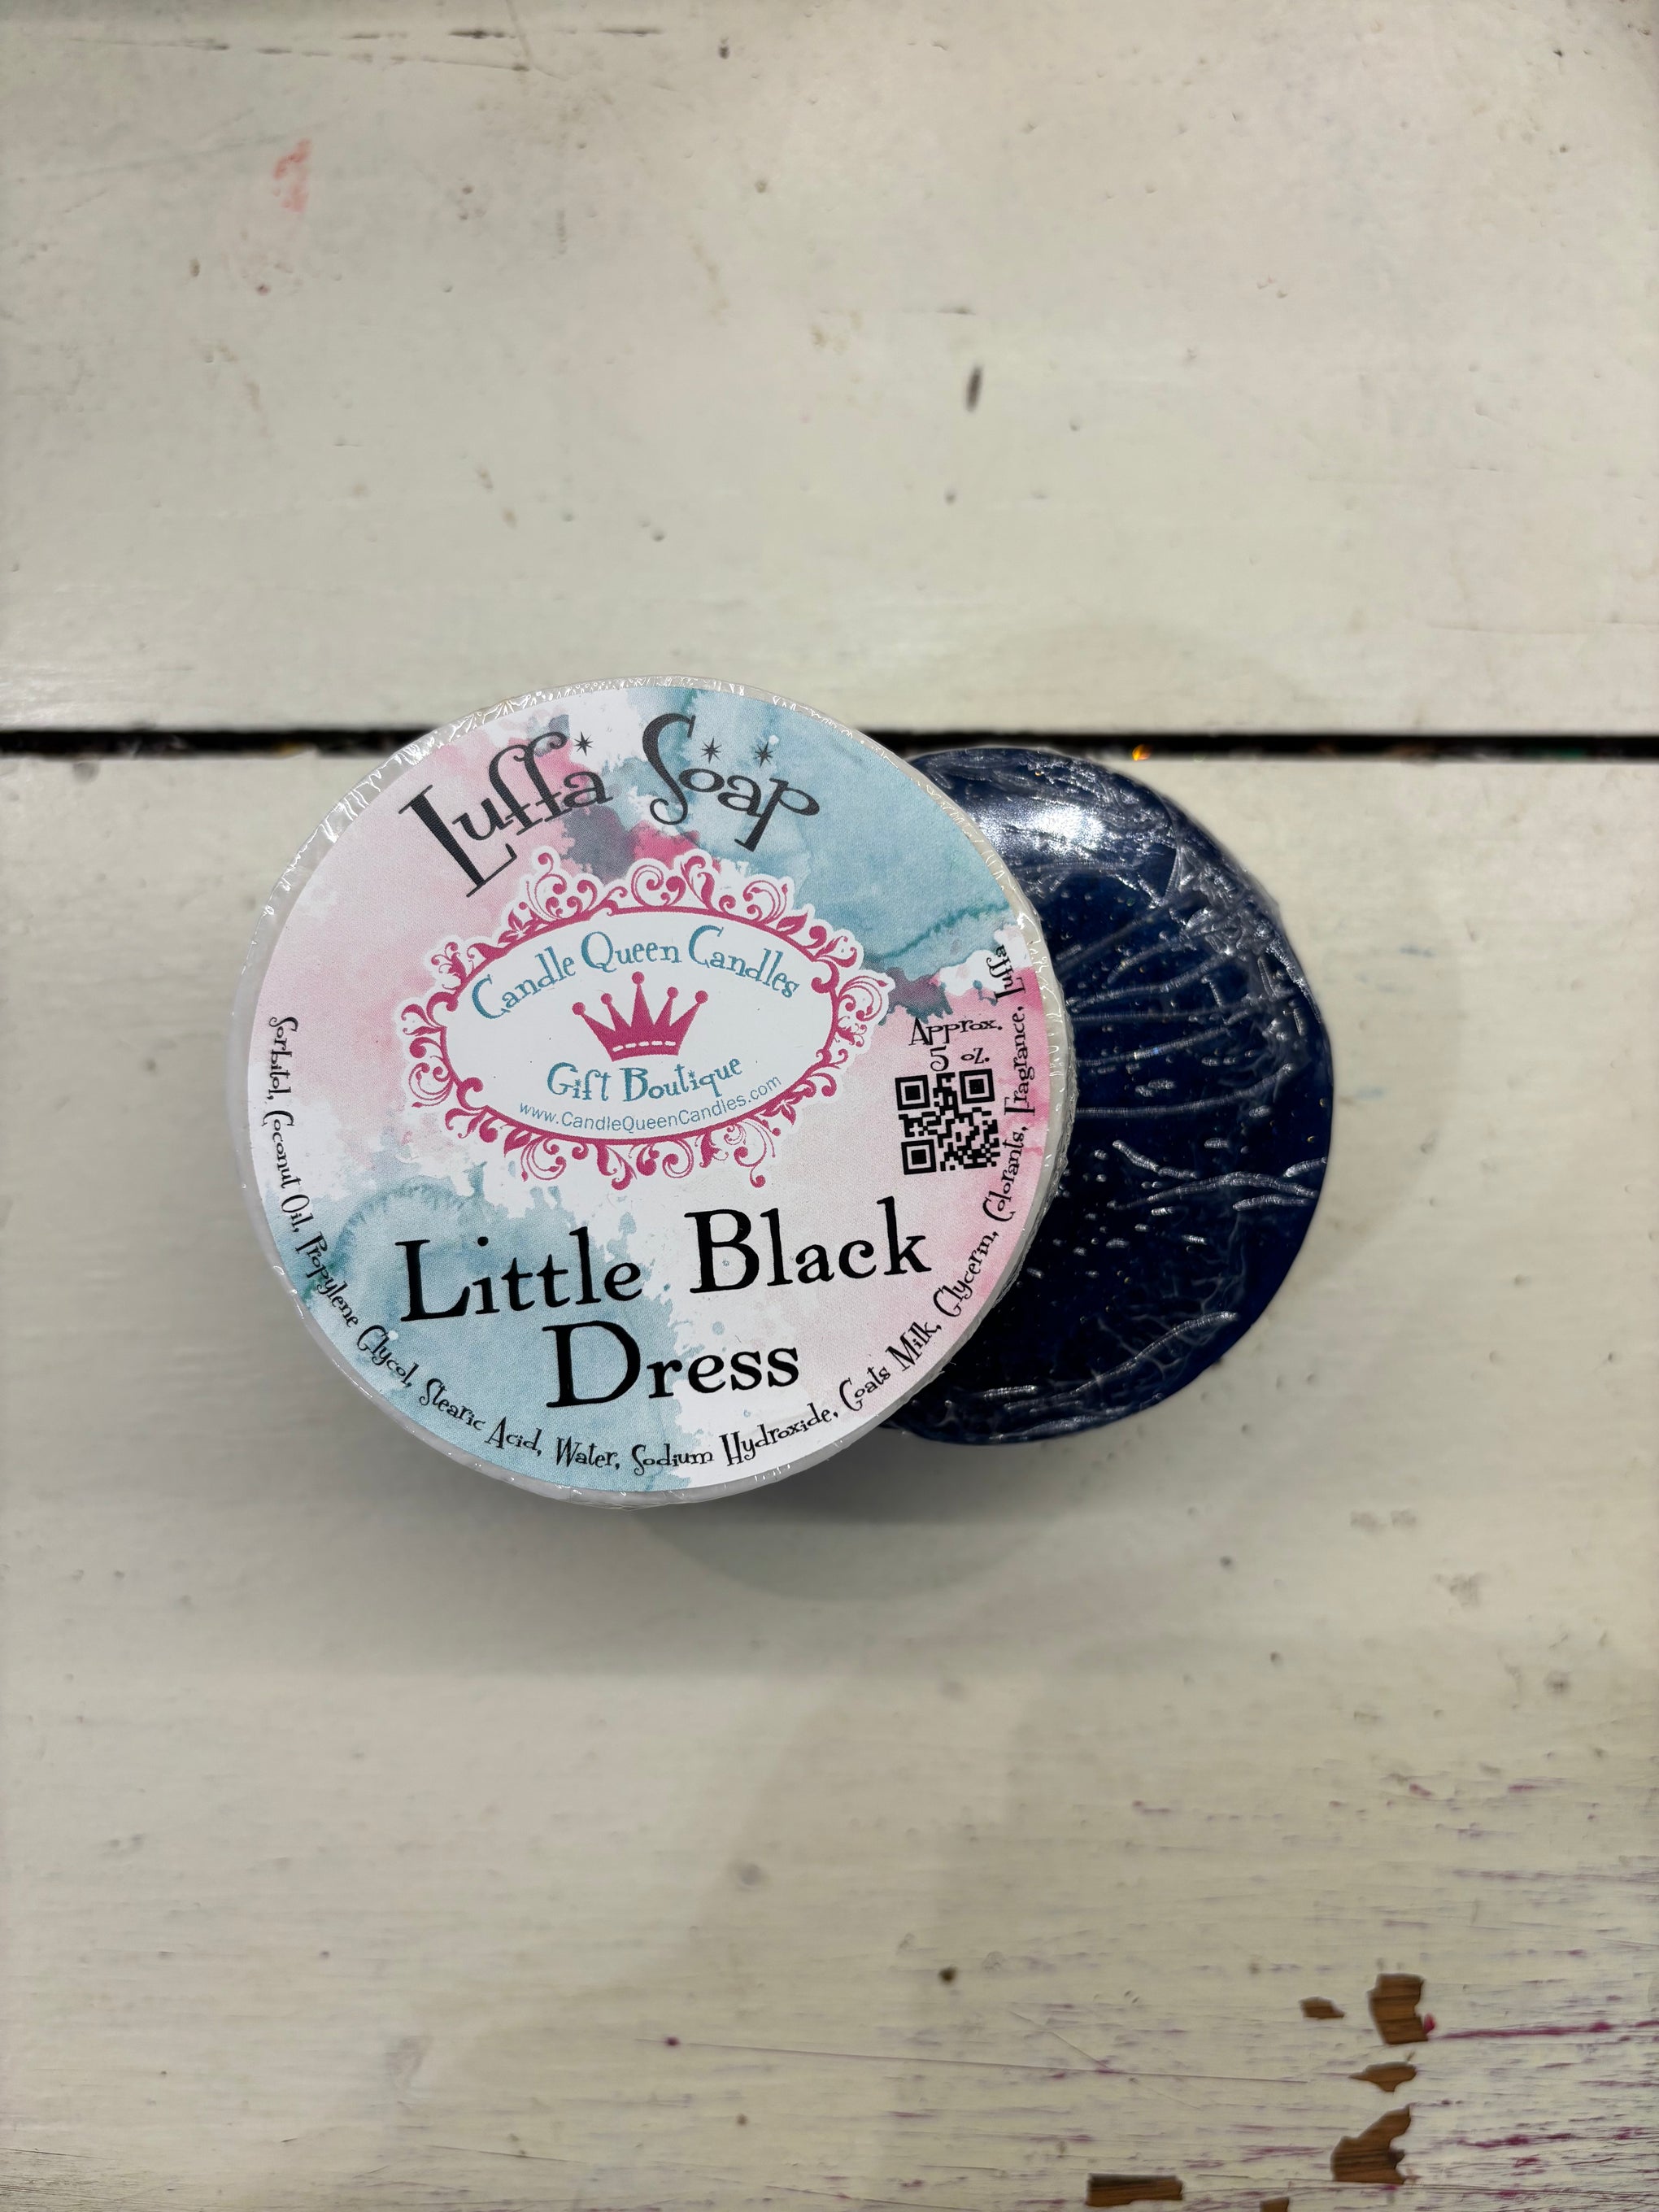 Luffa Soap
Candle Queen Candles
Gift Boutique
www.CandleQueenCandles.com
Approx.
5 oz.
Little Black
Dress
Sorbitol, Coconut Oil, Propylene Glycol, Stearic Acid, Water, Sodium Hydroxide, Goats Milk, Glycerin, Colorants, Fragrance, Luffa